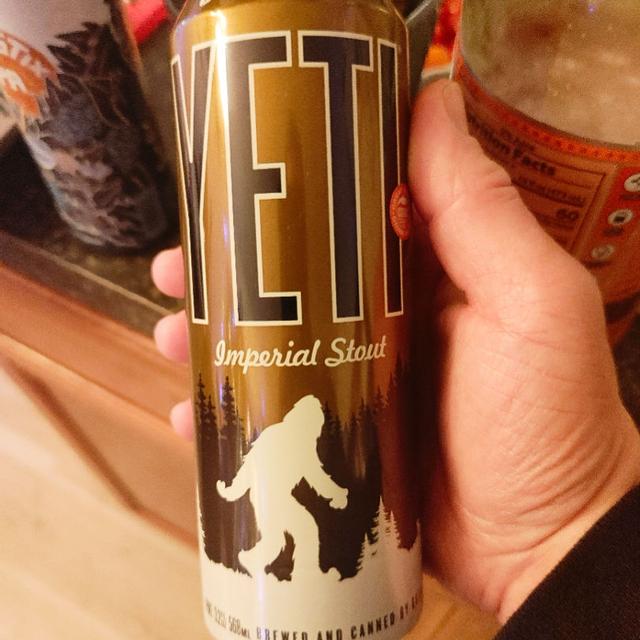 YETI
Imperial Stout
BREWED AND CANNED BY
Nutrition Facts
60